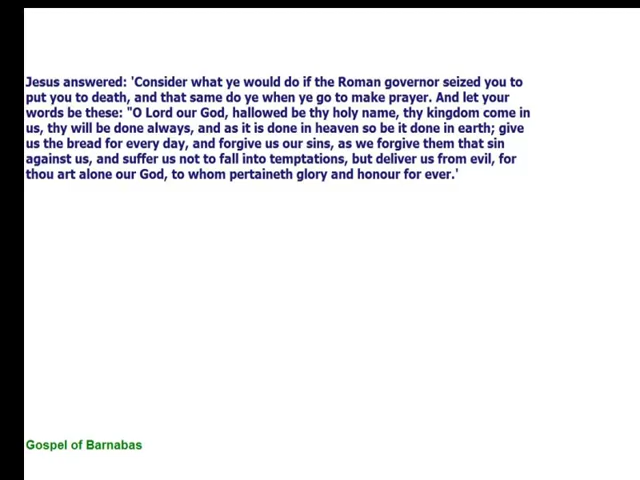 Jesus answered: 'Consider what ye would do if the Roman governor seized you to
put you to death, and that same do ye when ye go to make prayer. And let your
words be these: "O Lord our God, hallowed be thy holy name, thy kingdom come in
us, thy will be done always, and as it is done in heaven so be it done in earth; give
us the bread for every day, and forgive us our sins, as we forgive them that sin
against us, and suffer us not to fall into temptations, but deliver us from evil, for
thou art alone our God, to whom pertaineth glory and honour for ever.'
Gospel of Barnabas